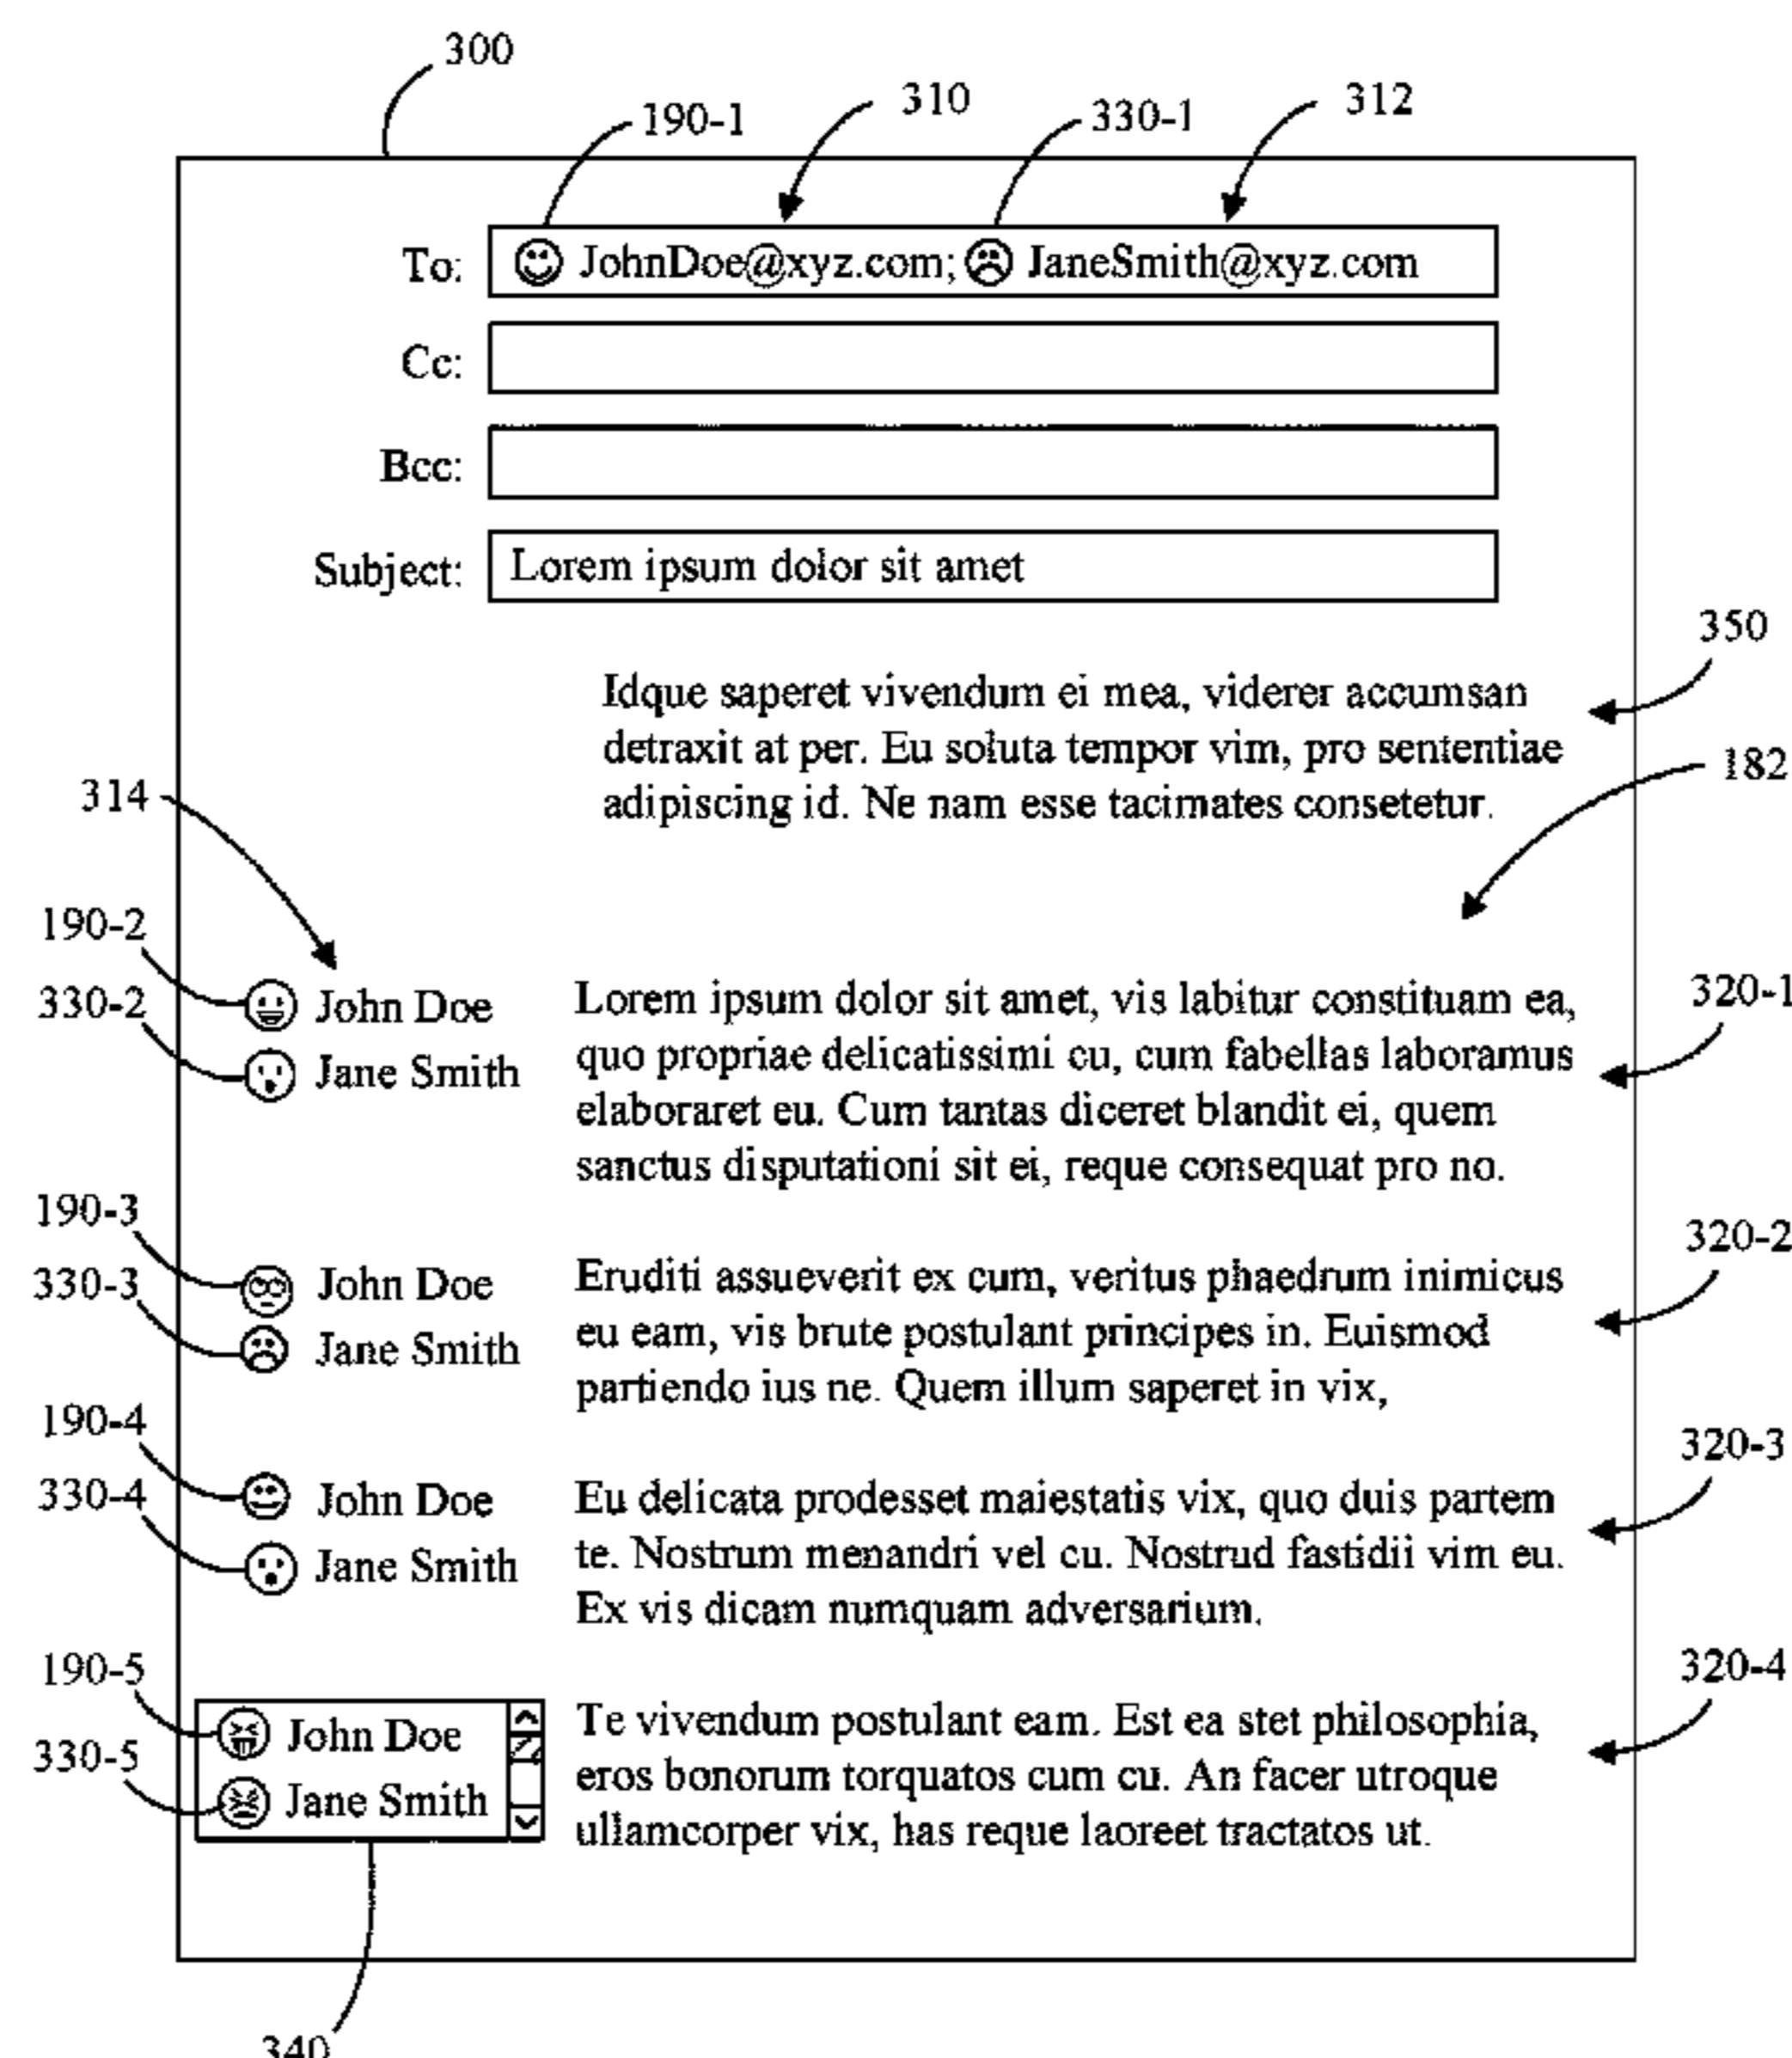 300
190-1 310 330-1 312
To: JohnDoe@xyz.com; JaneSmith@xyz.com
Cc:
Bcc:
Subject: Lorem ipsum dolor sit amet
350
Idque saperet vivendum ei mea, viderer accumsan
detraxit at per. Eu soluta tempor vim, pro sententiae
adipiscing id. Ne nam esse tacimates consetetur.
182
314
190-2
330-2
John Doe
Jane Smith
Lorem ipsum dolor sit amet, vis labitur constituam ea,
quo propriae delicatissimi cu, cum fabellas laboramus
elaboraret eu. Cum tantas diceret blandit ei, quem
sanctus disputationi sit ei, reque consequat pro no.
320-1
190-3
330-3
John Doe
Jane Smith
Eruditi assueverit ex cum, veritus phaedrum inimicus
eu eam, vis brute postulant principes in. Euismod
partiendo ius ne. Quem illum saperet in vix,
320-2
190-4
330-4
John Doe
Jane Smith
Eu delicata prodesset maiestatis vix, quo duis partem
te. Nostrum menandri vel cu. Nostrud fastidii vim eu.
Ex vis dicam numquam adversarium.
320-3
190-5
330-5
John Doe
Jane Smith
Te vivendum postulant eam. Est ea stet philosophia,
eros bonorum torquatos cum cu. An facer utroque
ullamcorper vix, has reque laoreet tractatos ut.
320-4
340